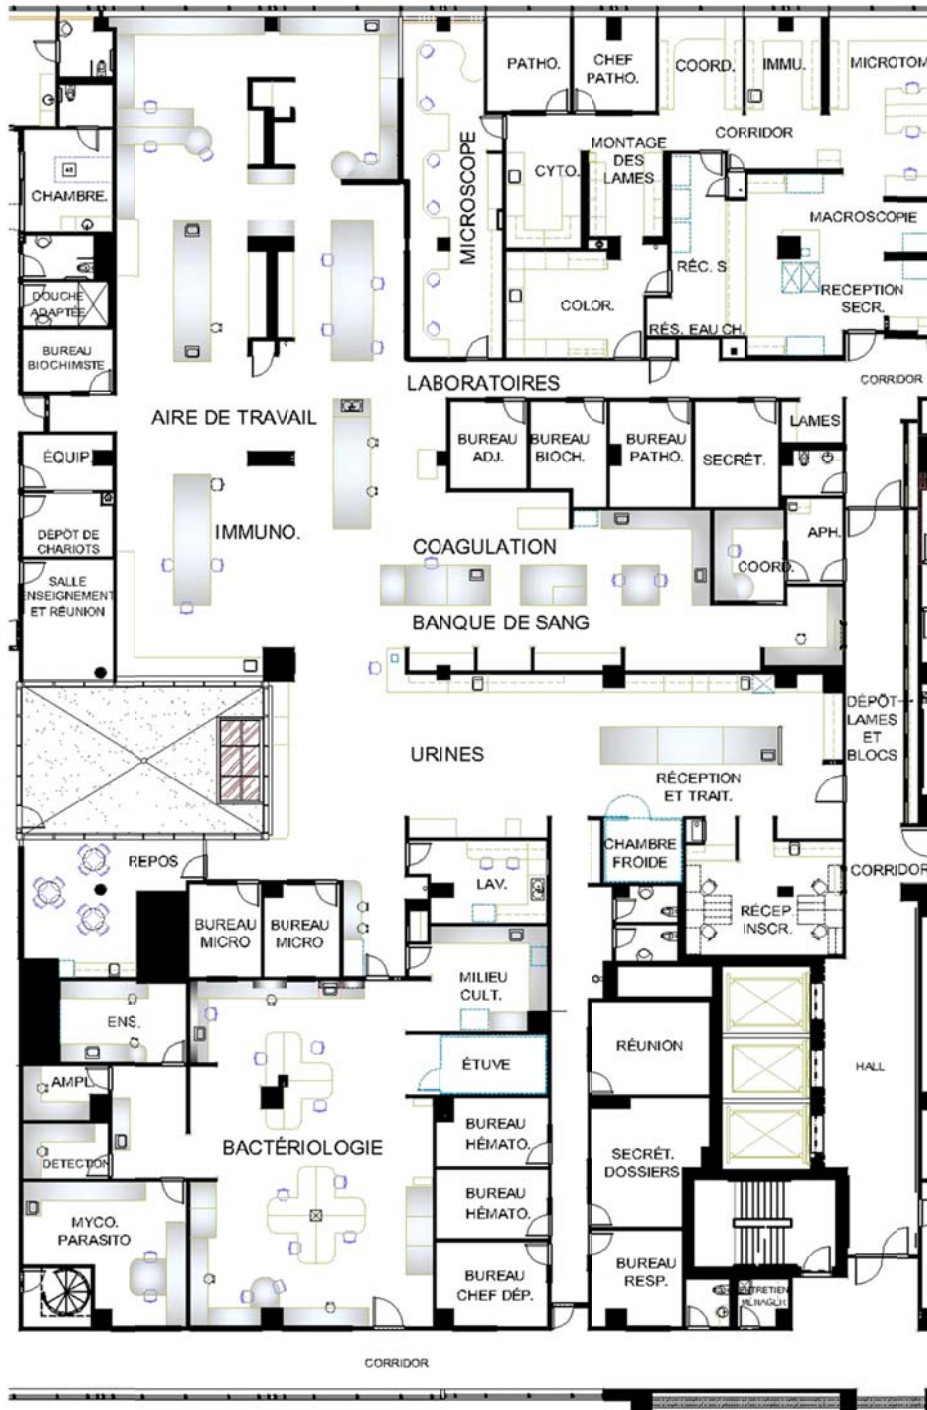 PATHO.
CHEF
PATHO.
COORD.
IMMU.
MICROTOM
CORRIDOR
MICROSCOPE
MONTAGE
DES
LAMES
CYTO.
CHAMBRE.
MACROSCOPIE
RÉC. S
RECEPTION
SECR.
COLOR.
RÉS. EAU CH.
DOUCHE
ADAPTÉE
BUREAU
BIOCHIMISTE
LABORATOIRES
CORRDOR
AIRE DE TRAVAIL
LAMES
BUREAU
ADJ.
BUREAU
BIOCH.
BUREAU
PATHO.
SECRÉT.
ÉQUIP
DÉPÔT DE
CHARIOTS
IMMUNO.
APH.
COAGULATION
COORD.
SALLE
ENSEIGNEMENT
ET RÉUNION
BANQUE DE SANG
DÉPÔT
LAMES
ET
BLOCS
URINES
RÉCEPTION
ET TRAIT.
CHAMBRE
FROIDE
REPOS
CORRIDOR
LAV.
BUREAU
MICRO
BUREAU
MICRO
RÉCEP.
INSCR.
MILIEU
CULT.
ENS.
RÉUNION
ÉTUVE
HALL
AMPL.
BUREAU
HÉMATO.
BACTÉRIOLOGIE
SECRÉT.
DOSSIERS
DETECTION
BUREAU
HÉMATO.
MYCO.
PARASITO
BUREAU
CHEF DÉP.
BUREAU
RESP.
ENTRETIEN
MÉNAGER
CORRIDOR